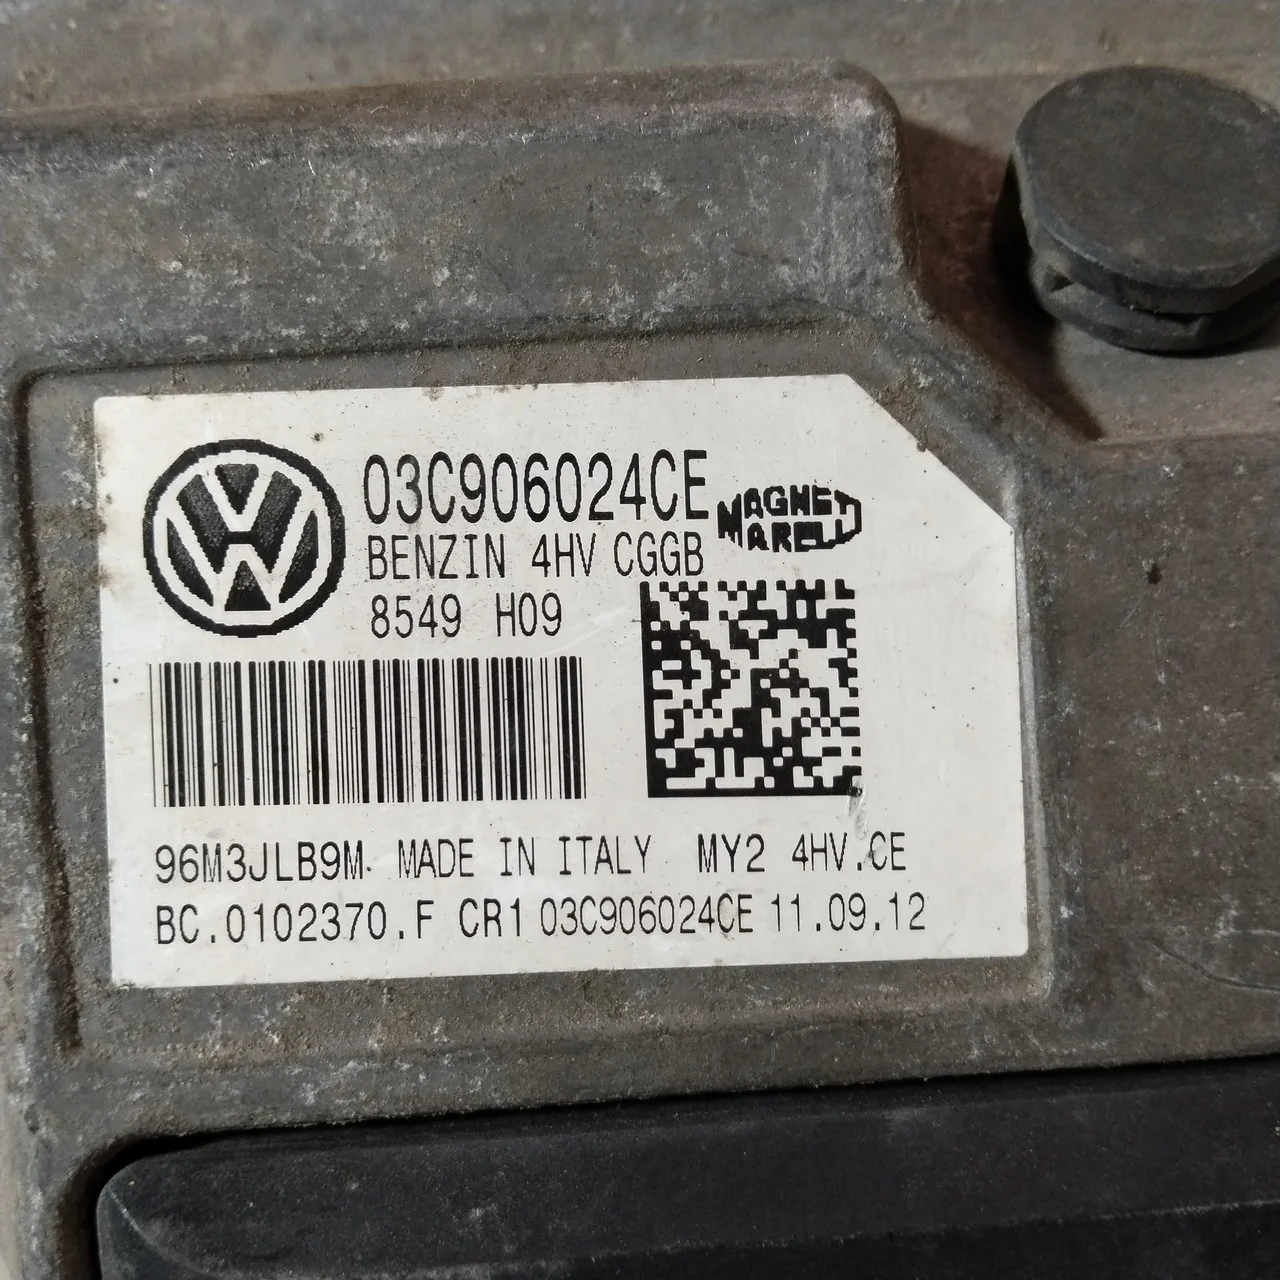 03C906024CE
MAGNETI
MARELLI
BENZIN 4HV CGGB
8549 H09
96M3JLB9M. MADE IN ITALY MY2 4HV.CE
BC.0102370.F CR1 03C906024CE 11.09.12